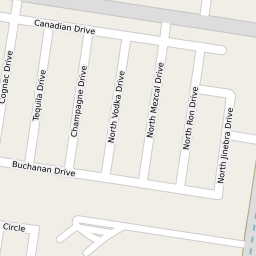 Canadian Drive
Cognac Drive
Tequila Drive
Champagne Drive
North Vodka Drive
North Mezcal Drive
North Ron Drive
North Jinebra Drive
Buchanan Drive
Circle